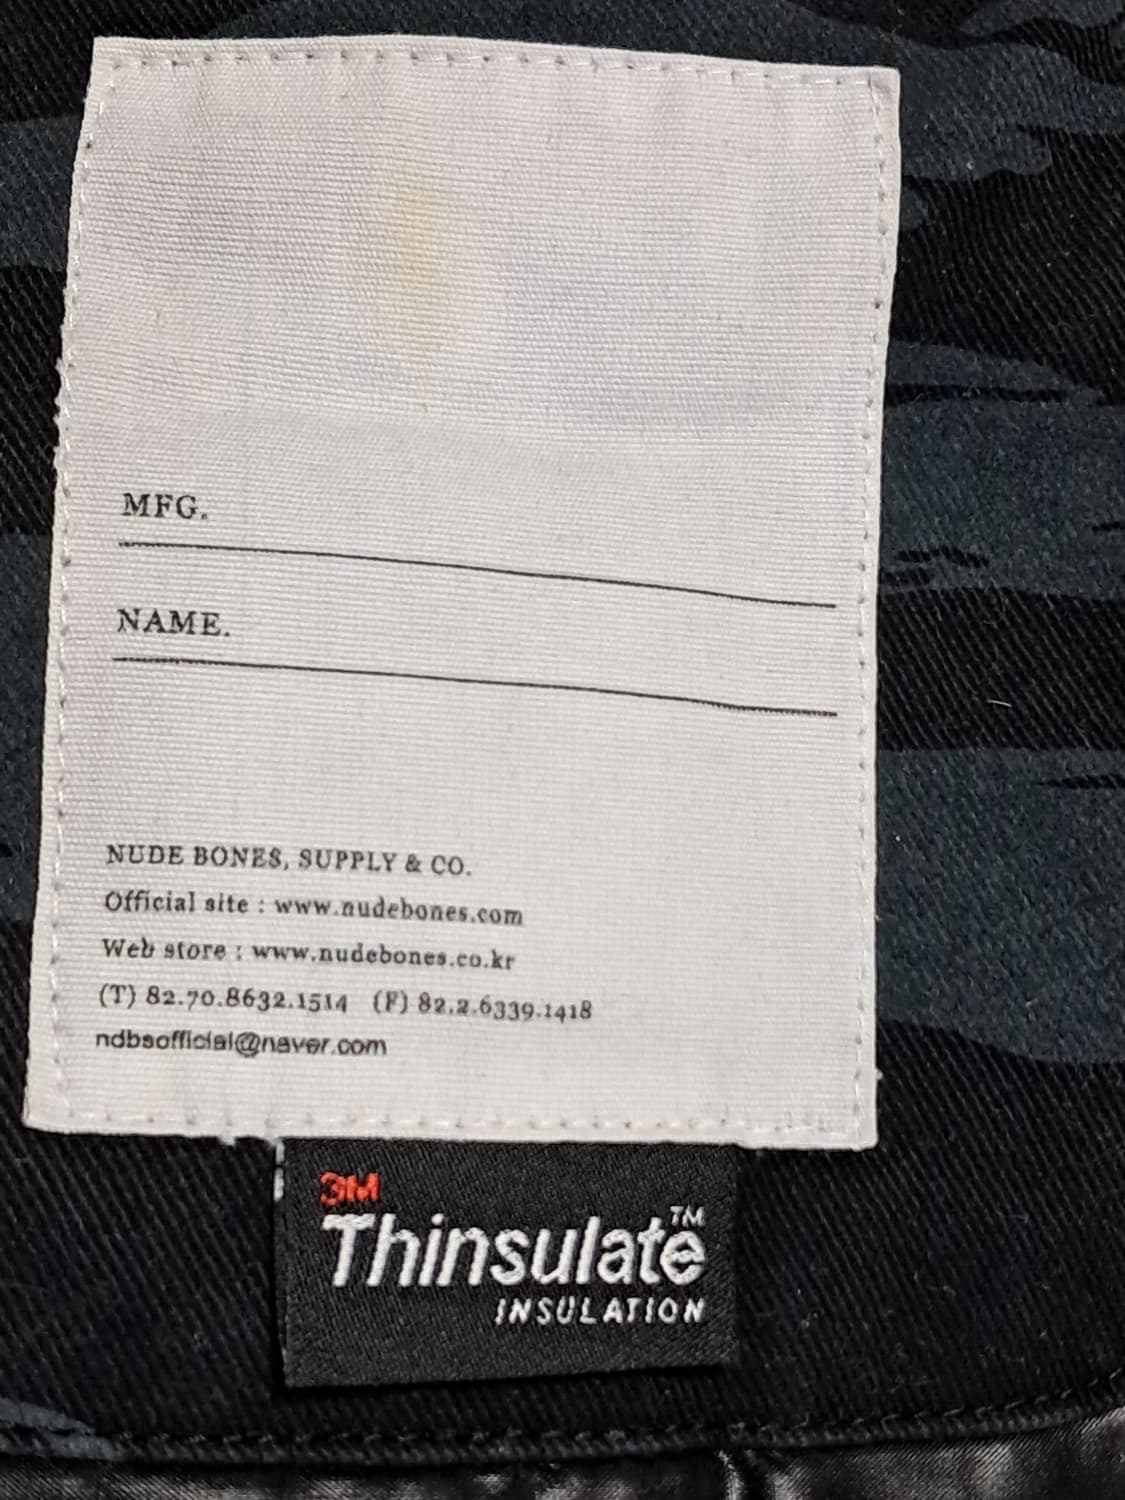 MFG.
NAME.
NUDE BONES, SUPPLY & CO.
Official site : www.nudebones.com
Web store : www.nudebones.co.kr
(T) 82.70.8632.1514 (F) 82.2.6339.1418
ndbsofficial@naver.com
3M
Thinsulate™
INSULATION